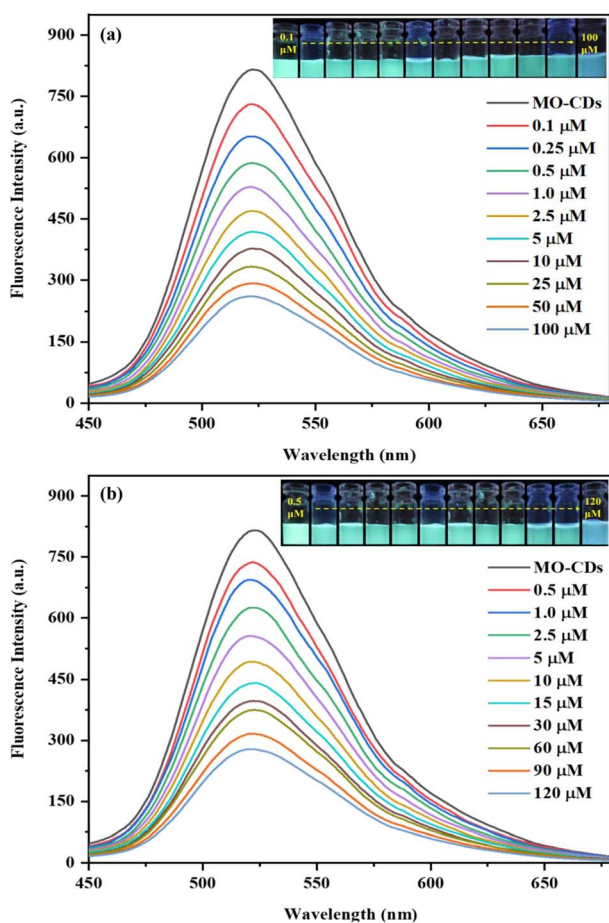 (a)
0.1
μM
100
μM
900
750
600
450
300
150
0
Fluorescence Intensity (a.u.)
MO-CDs
0.1 μM
0.25 μM
0.5 μM
1.0 μM
2.5 μM
5 μM
10 μM
25 μM
50 μM
100 μM
450 500 550 600 650
Wavelength (nm)
(b)
0.5
μM
120
μM
900
750
600
450
300
150
0
Fluorescence Intensity (a.u.)
MO-CDs
0.5 μM
1.0 μM
2.5 μM
5 μM
10 μM
15 μM
30 μM
60 μM
90 μM
120 μM
450 500 550 600 650
Wavelength (nm)